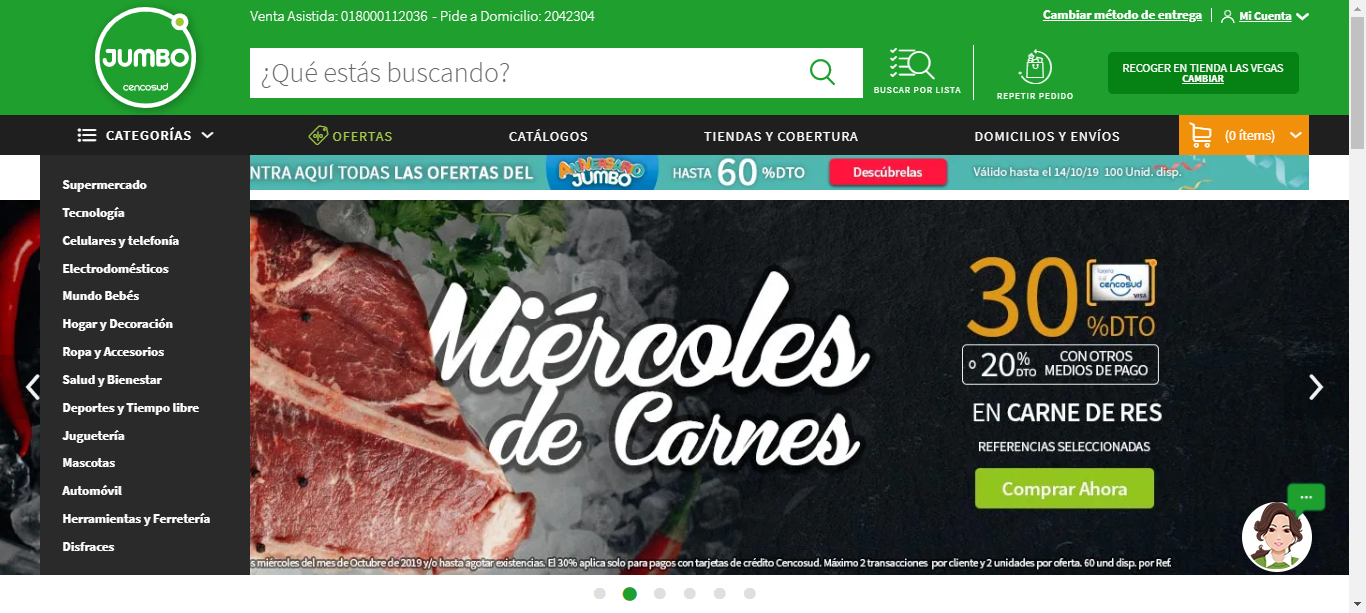 Venta Asistida: 018000112036 - Pide a Domicilio: 2042304
Cambiar método de entrega
Mi Cuenta
JUMBO
cencosud
¿Qué estás buscando?
BUSCAR POR LISTA
REPETIR PEDIDO
RECOGER EN TIENDA LAS VEGAS
CAMBIAR
CATEGORÍAS
OFERTAS
CATÁLOGOS
TIENDAS Y COBERTURA
DOMICILIOS Y ENVÍOS
(0 ítems)
NTRA AQUÍ TODAS LAS OFERTAS DEL
ANIVERSARIO
JUMBO
HASTA 60 %DTO
Descúbrelas
Válido hasta el 14/10/19 100 Unid. disp.
Supermercado
Tecnología
Celulares y telefonía
Electrodomésticos
Mundo Bebés
Hogar y Decoración
Ropa y Accesorios
Salud y Bienestar
Deportes y Tiempo libre
Juguetería
Mascotas
Automóvil
Herramientas y Ferretería
Disfraces
Miércoles
de Carnes
30
%DTO
cencosud
VISA
o 20% DTO
CON OTROS
MEDIOS DE PAGO
EN CARNE DE RES
REFERENCIAS SELECCIONADAS
Comprar Ahora
s miércoles del mes de Octubre de 2019 y/o hasta agotar existencias. El 30% aplica solo para pagos con tarjetas de crédito Cencosud. Máximo 2 transacciones por cliente y 2 unidades por oferta. 60 und disp. por Ref.